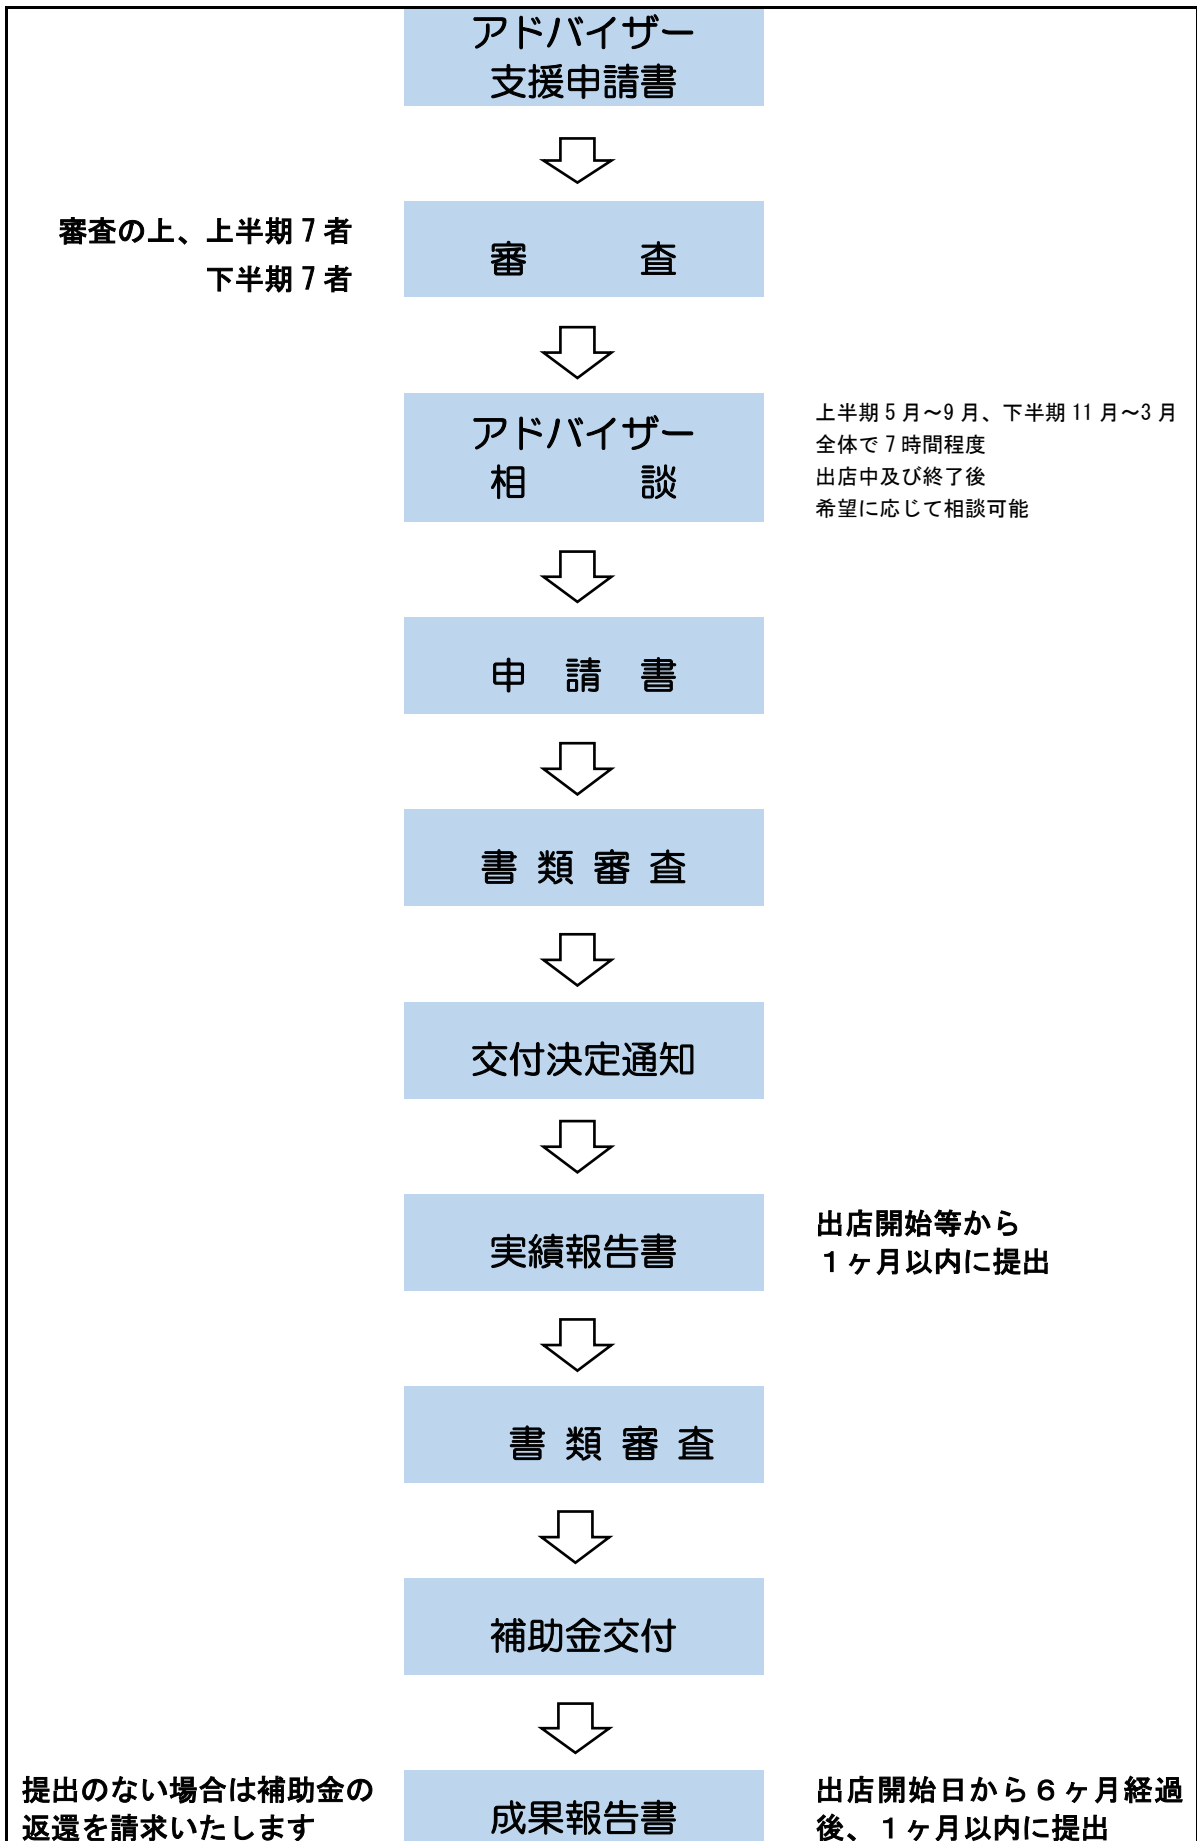 アドバイザー
支援申請書
審査の上、上半期7者
下半期7者
審　　　査
アドバイザー
相　　　談
上半期5月～9月、下半期11月～3月
全体で7時間程度
出店中及び終了後
希望に応じて相談可能
申　請　書
書 類 審 査
交付決定通知
実績報告書
出店開始等から
１ヶ月以内に提出
書 類 審 査
補助金交付
提出のない場合は補助金の
返還を請求いたします
成果報告書
出店開始日から６ヶ月経過
後、１ヶ月以内に提出